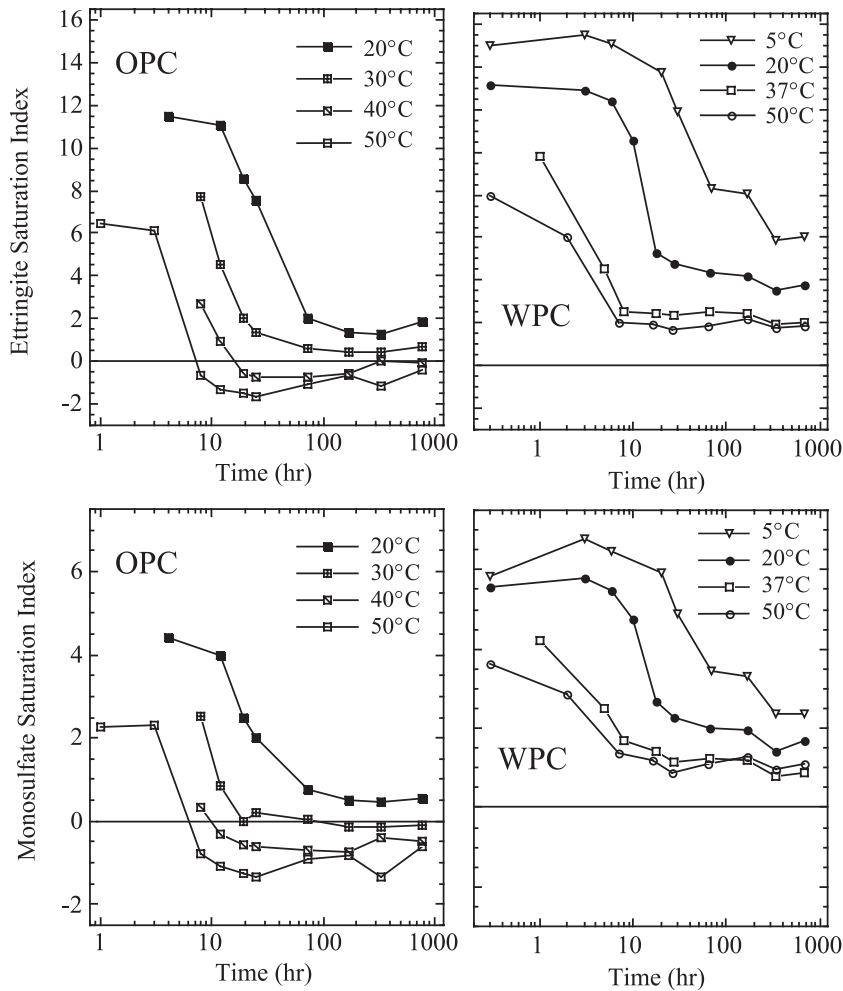 Ettringite Saturation Index
16
14
12
10
8
6
4
2
0
-2
OPC
20°C
30°C
40°C
50°C
1
10
100
1000
Time (hr)
WPC
5°C
20°C
37°C
50°C
1
10
100
1000
Time (hr)
Monosulfate Saturation Index
6
4
2
0
-2
OPC
20°C
30°C
40°C
50°C
1
10
100
1000
Time (hr)
WPC
5°C
20°C
37°C
50°C
1
10
100
1000
Time (hr)